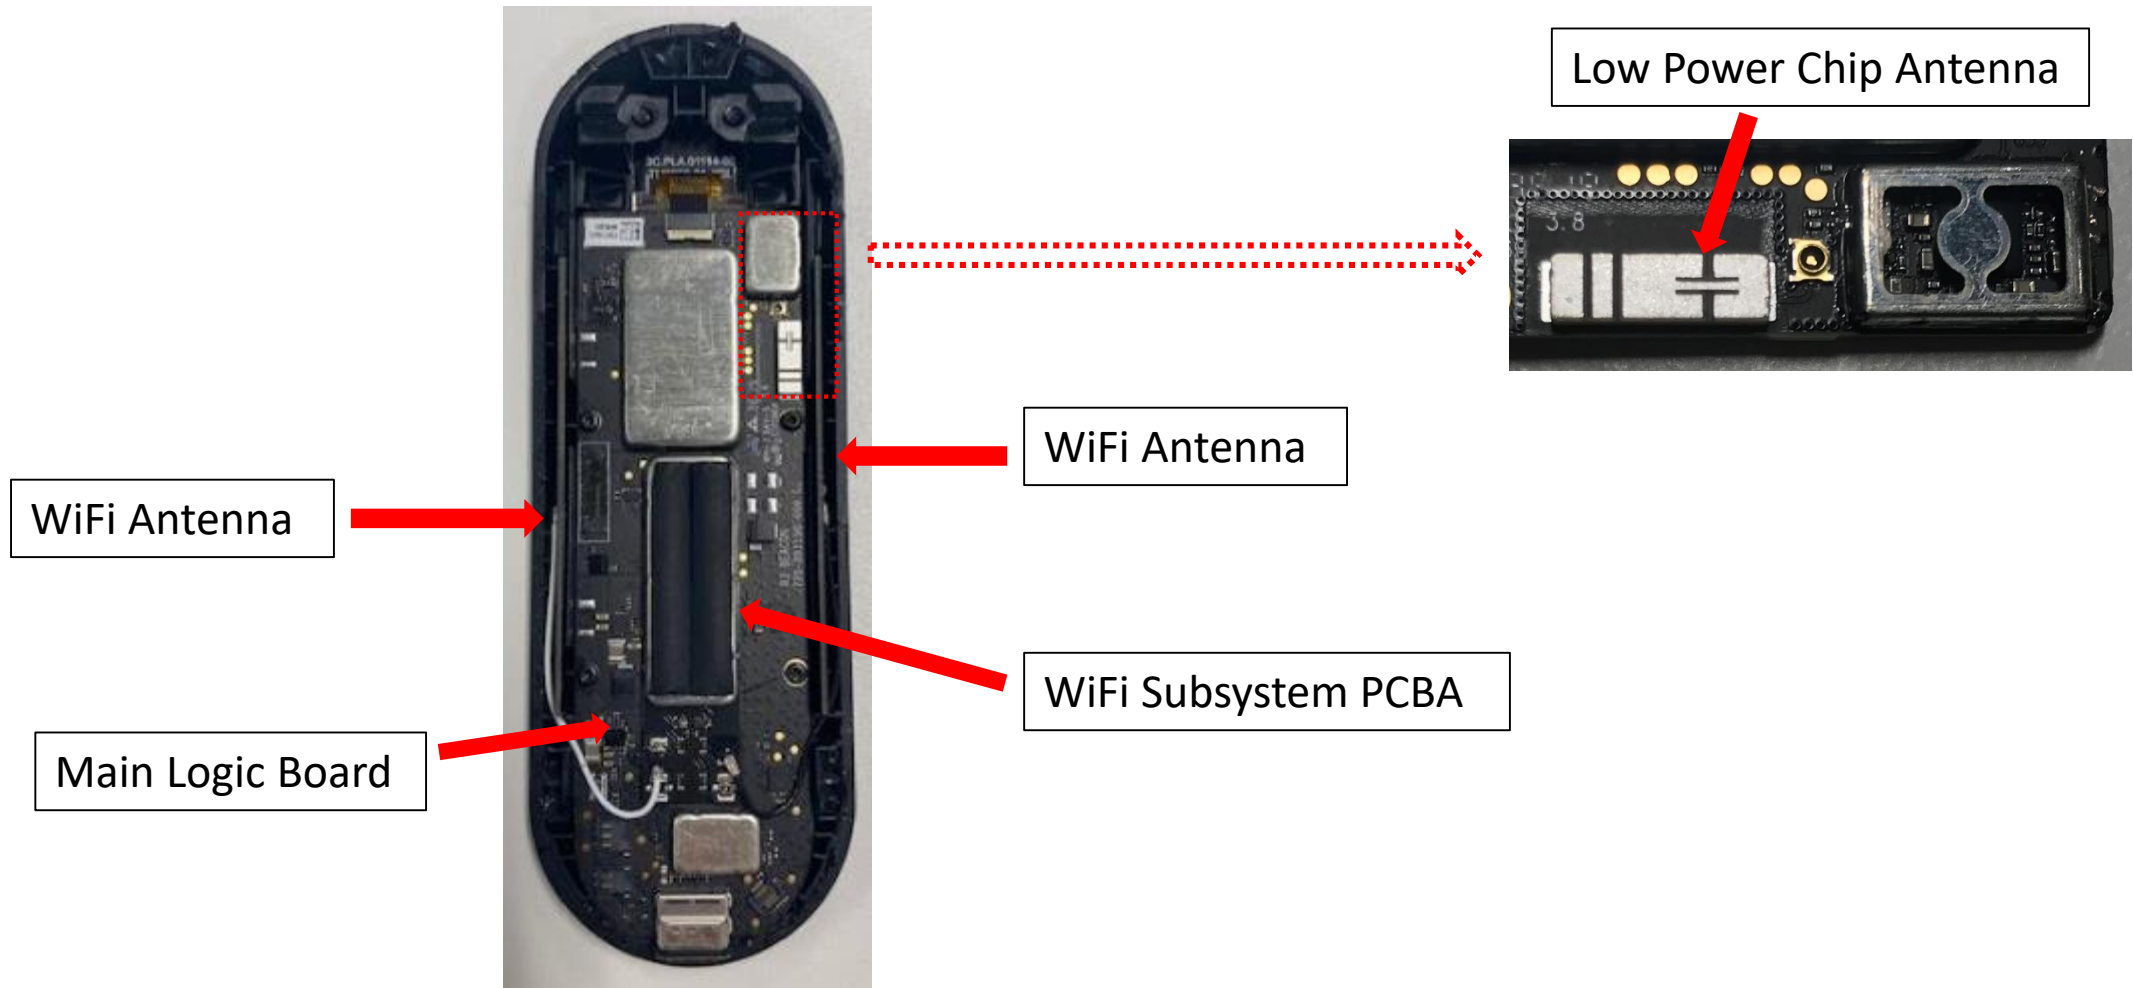 Low Power Chip Antenna
3.8
WiFi Antenna
WiFi Antenna
WiFi Subsystem PCBA
Main Logic Board